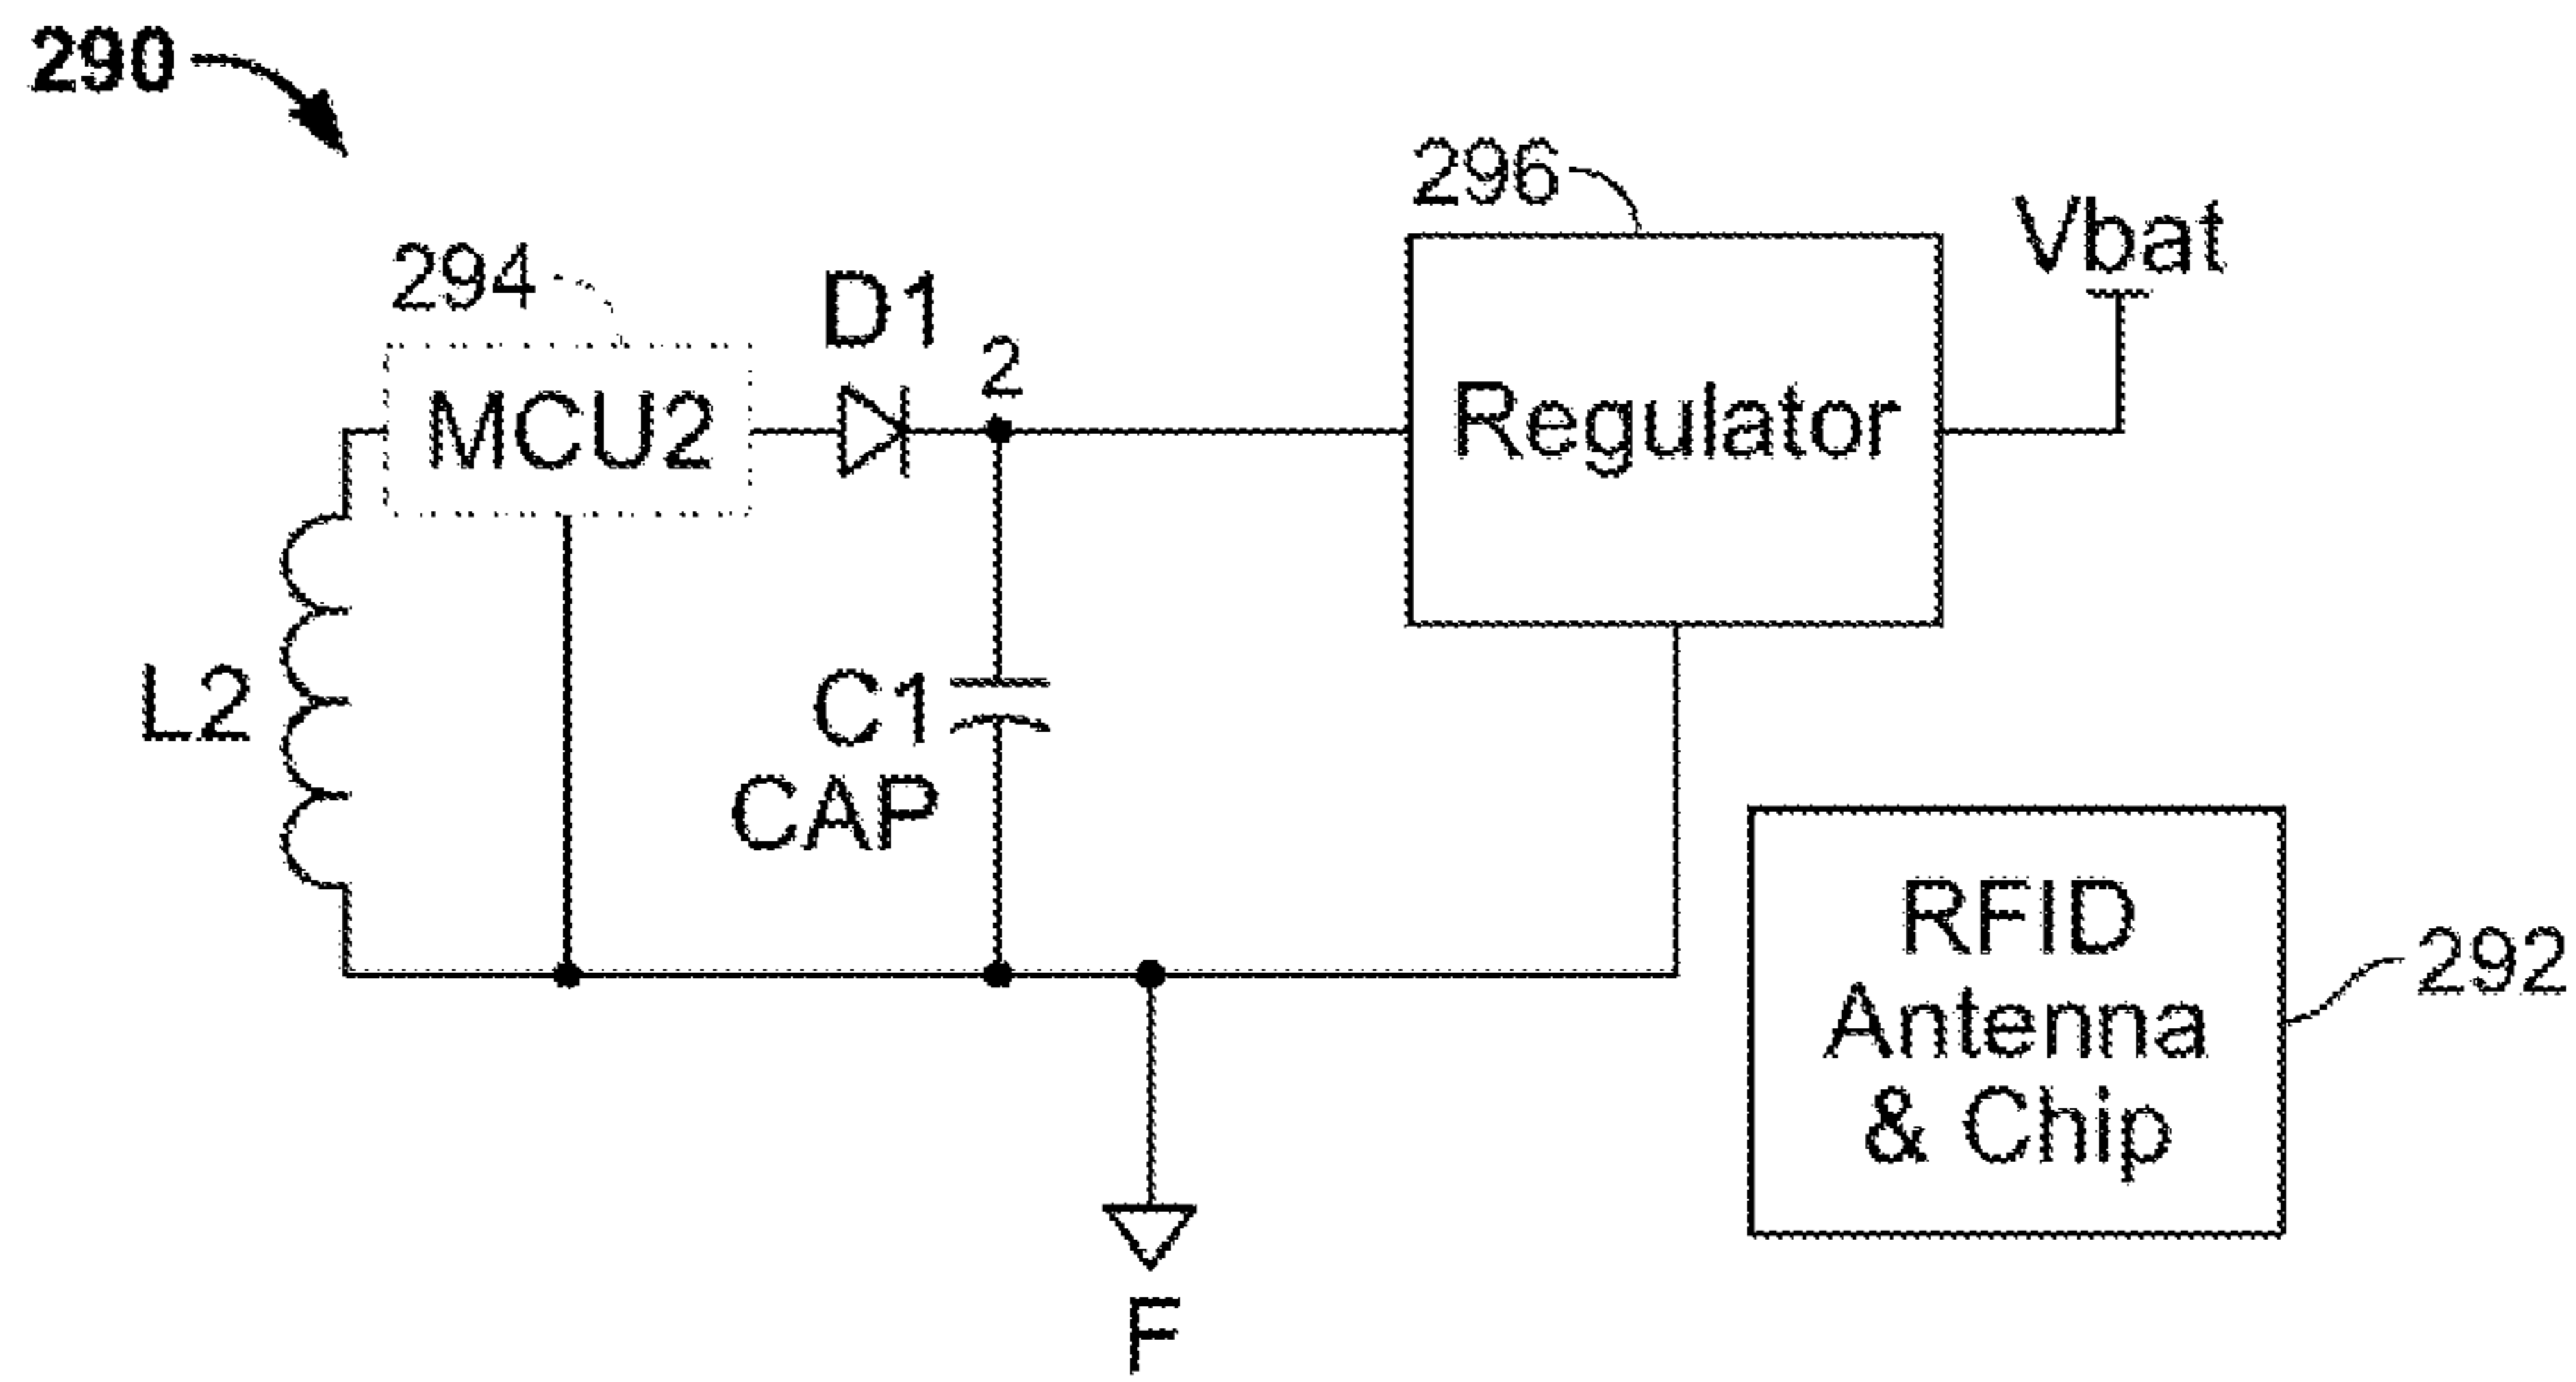 290
296
Vbat
294
D1
2
MCU2
Regulator
L2
C1
CAP
RFID
Antenna
& Chip
292
F